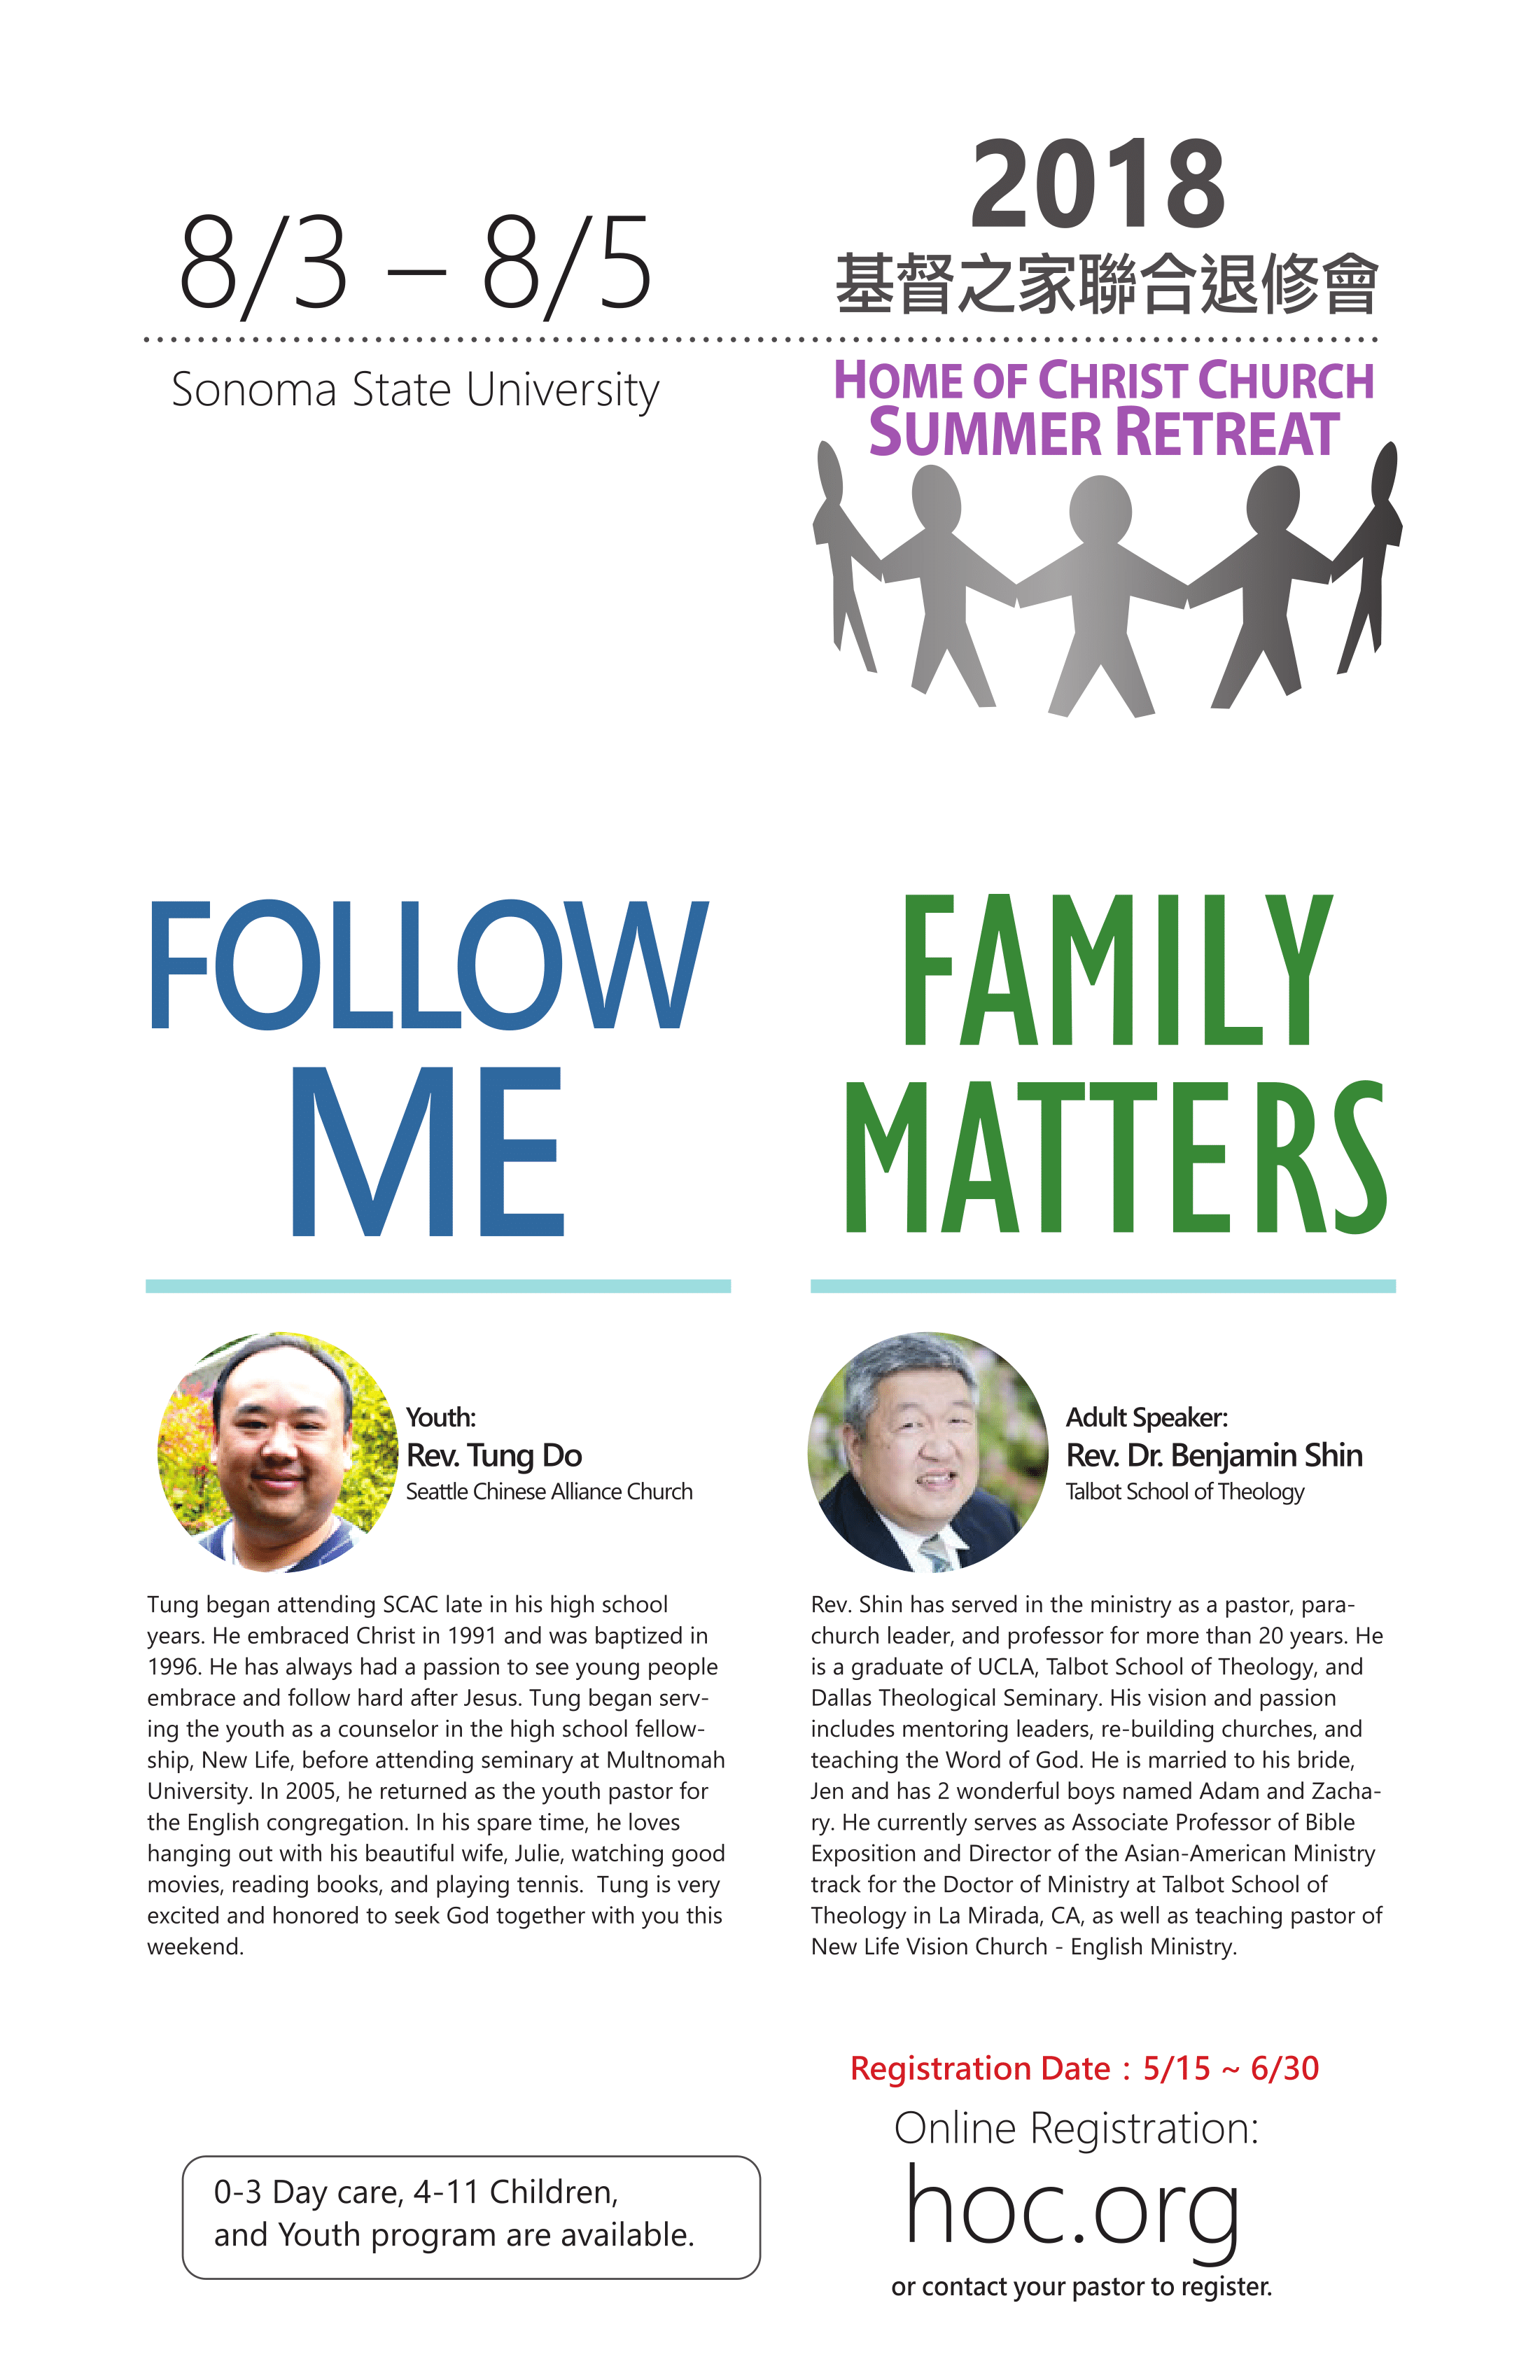 8/3 – 8/5
Sonoma State University
2018
基督之家聯合退修會
HOME OF CHRIST CHURCH
SUMMER RETREAT
FOLLOW
ME
Youth:
Rev. Tung Do
Seattle Chinese Alliance Church
Tung began attending SCAC late in his high school
years. He embraced Christ in 1991 and was baptized in
1996. He has always had a passion to see young people
embrace and follow hard after Jesus. Tung began serv-
ing the youth as a counselor in the high school fellow-
ship, New Life, before attending seminary at Multnomah
University. In 2005, he returned as the youth pastor for
the English congregation. In his spare time, he loves
hanging out with his beautiful wife, Julie, watching good
movies, reading books, and playing tennis.  Tung is very
excited and honored to seek God together with you this
weekend.
FAMILY
MATTERS
Adult Speaker:
Rev. Dr. Benjamin Shin
Talbot School of Theology
Rev. Shin has served in the ministry as a pastor, para-
church leader, and professor for more than 20 years. He
is a graduate of UCLA, Talbot School of Theology, and
Dallas Theological Seminary. His vision and passion
includes mentoring leaders, re-building churches, and
teaching the Word of God. He is married to his bride,
Jen and has 2 wonderful boys named Adam and Zacha-
ry. He currently serves as Associate Professor of Bible
Exposition and Director of the Asian-American Ministry
track for the Doctor of Ministry at Talbot School of
Theology in La Mirada, CA, as well as teaching pastor of
New Life Vision Church - English Ministry.
0-3 Day care, 4-11 Children,
and Youth program are available.
Registration Date : 5/15 ~ 6/30
Online Registration:
hoc.org
or contact your pastor to register.